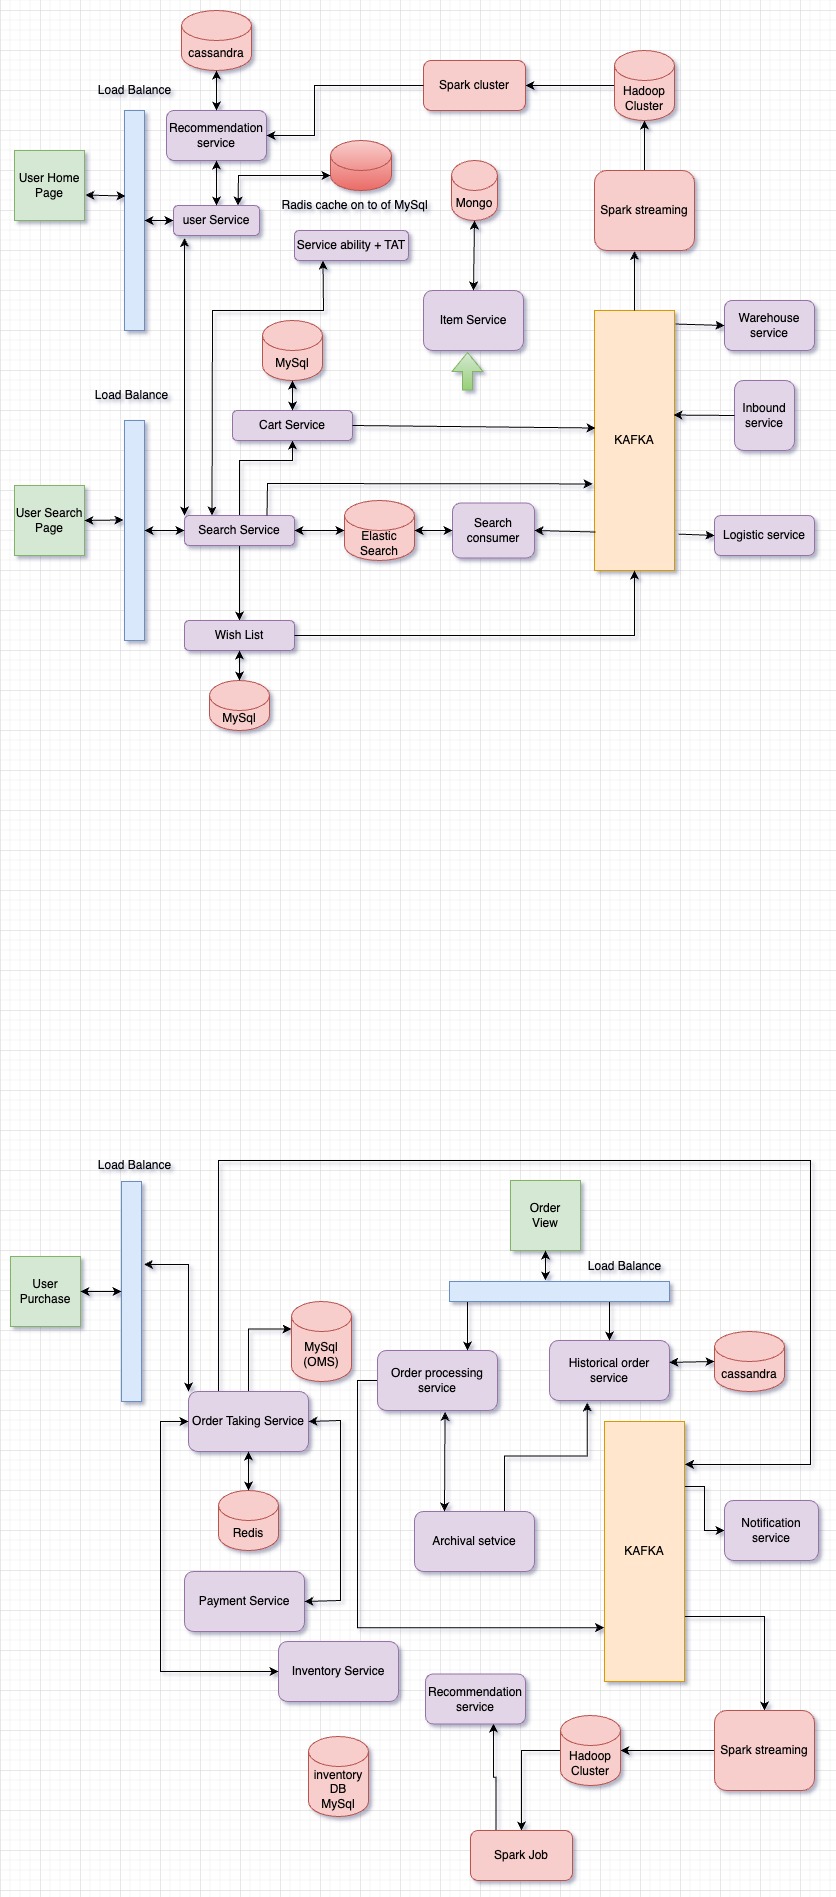 cassandra
Load Balance
Spark cluster
Hadoop
Cluster
Recommendation
service
User Home
Page
Mongo
user Service
Radis cache on to of MySql
Spark streaming
Service ability + TAT
Item Service
Warehouse
service
MySql
Load Balance
Inbound
service
Cart Service
KAFKA
User Search
Page
Search Service
Elastic
Search
Search
consumer
Logistic service
Wish List
MySql
Load Balance
Order
View
Load Balance
User
Purchase
MySql
(OMS)
Order processing
service
Historical order
service
cassandra
Order Taking Service
Redis
Archival setvice
Notification
service
KAFKA
Payment Service
Inventory Service
Recommendation
service
Hadoop
Cluster
Spark streaming
inventory
DB
MySql
Spark Job